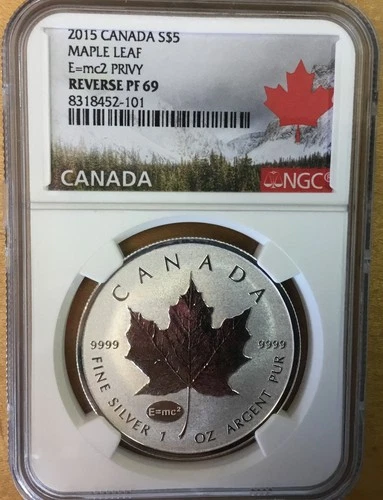 2015 CANADA S$5
MAPLE LEAF
E=mc2 PRIVY
REVERSE PF 69
8318452-101
CANADA
NGC®
CANADA
9999
9999
FINE SILVER 1 OZ ARGENT PUR
E=mc²